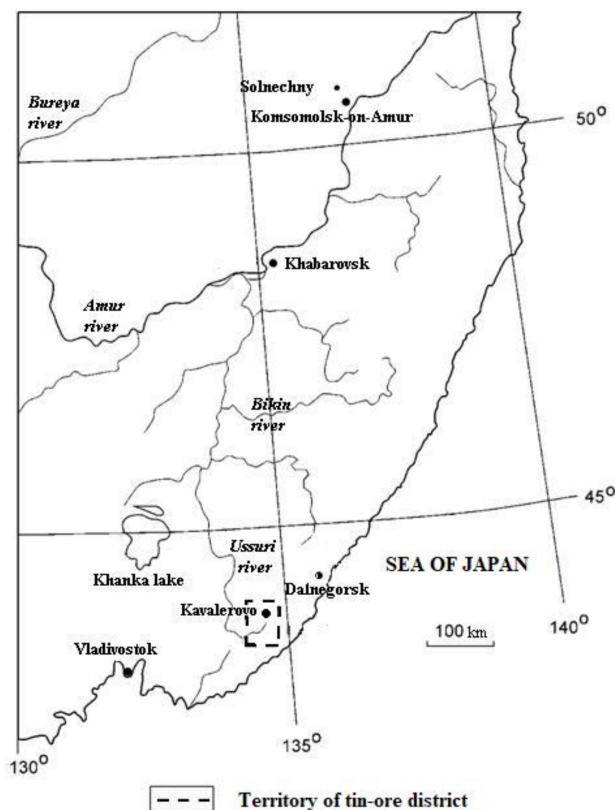 Solnechny
Bureya
river
Komsomolsk-on-Amur
50°
Khabarovsk
Amur
river
Bikin
river
45°
Ussuri
river
SEA OF JAPAN
Khanka lake
Dalnegorsk
Kavalerovo
100 km
140°
Vladivostok
135°
130°
Territory of tin-ore district